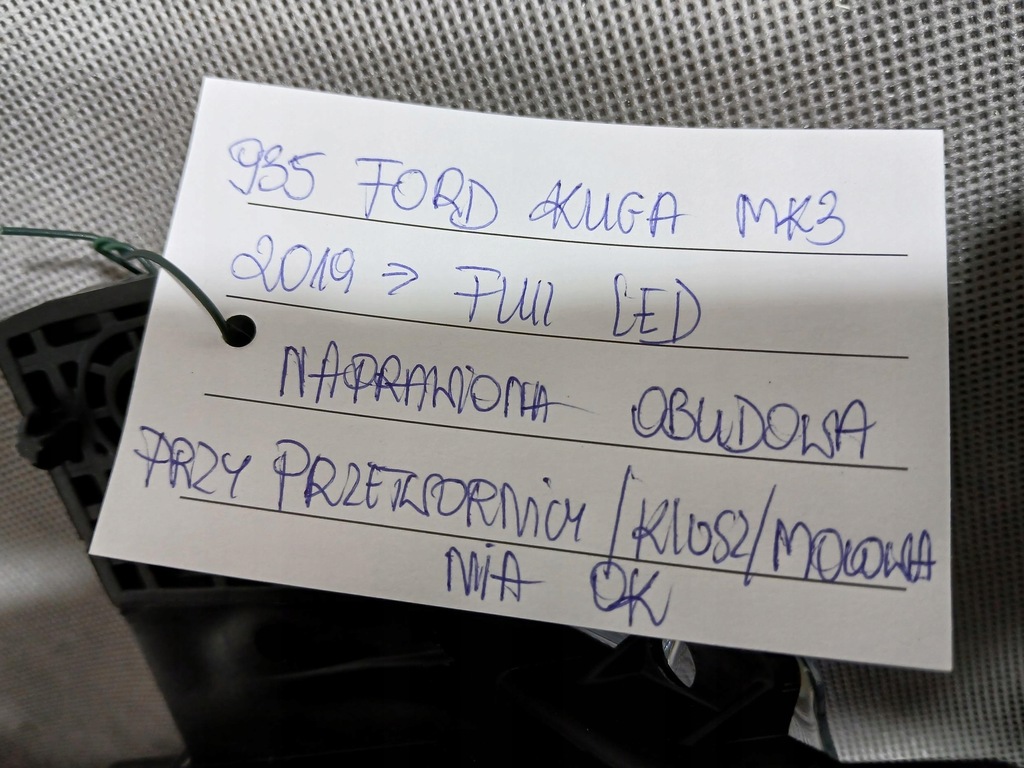 935 FORD KUGA MK3
2019 > FULL LED
NAPRAWIONA OBUDOWA
PRZY PRZETWORNICY/KLOSZ/MOCOWA
NIA OK